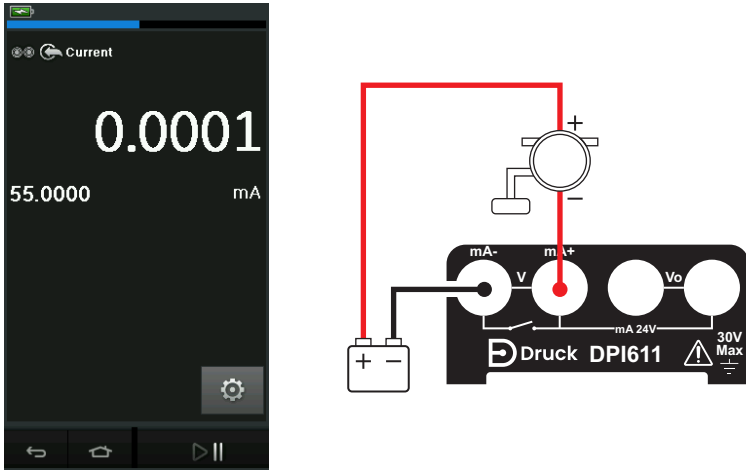 Current
0.0001
55.0000 mA
+
−
mA- mA+
V Vo
mA 24V
+ −
Druck DPI611
30V
Max